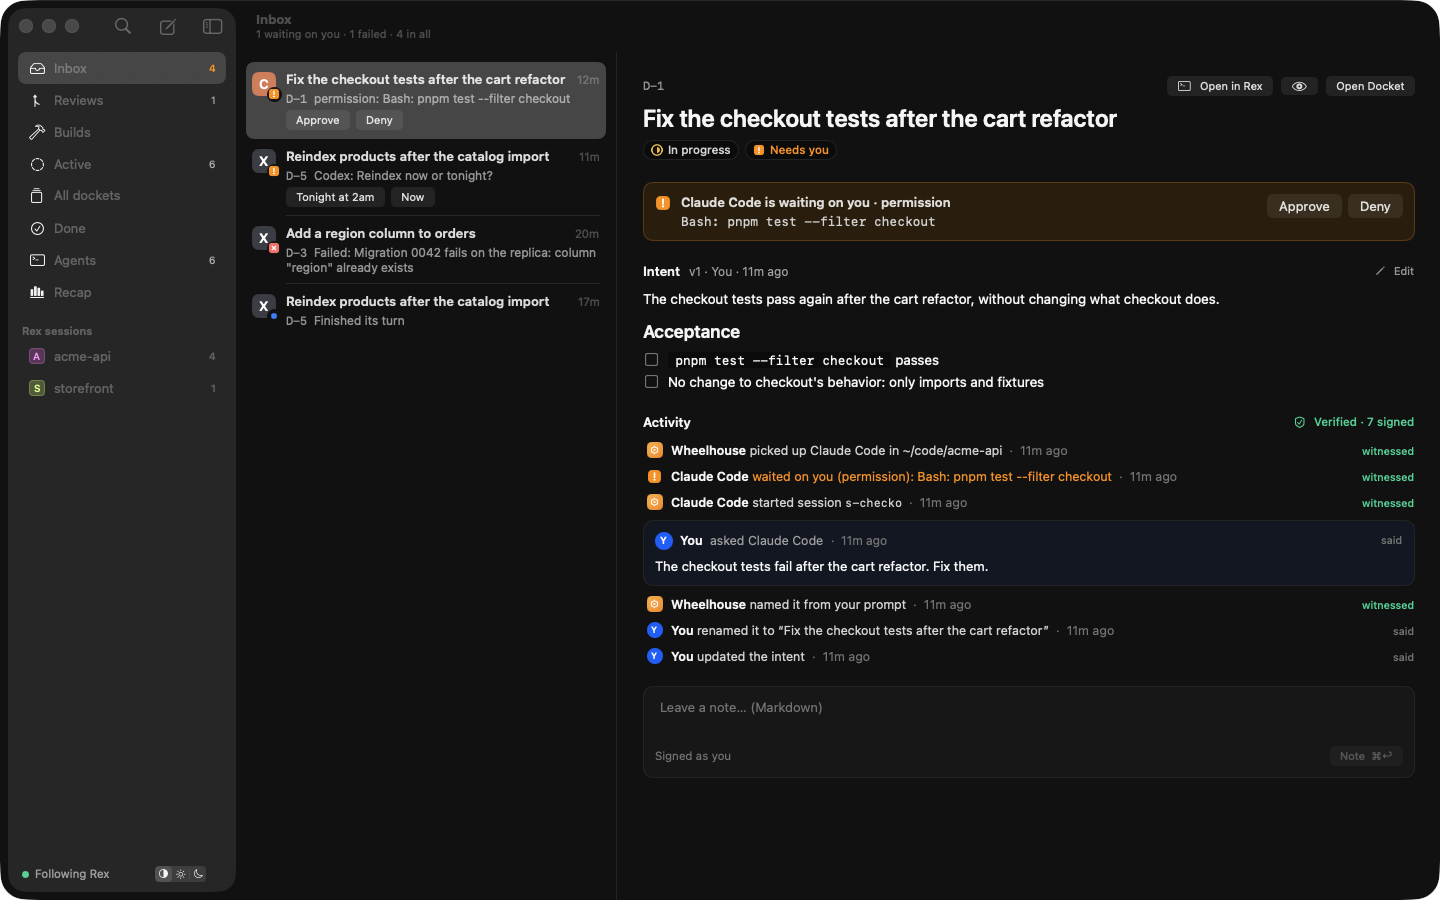 Inbox
1 waiting on you · 1 failed · 4 in all
Inbox 4
Reviews 1
Builds
Active 6
All dockets
Done
Agents 6
Recap
Rex sessions
A acme-api 4
S storefront 1
Following Rex
C Fix the checkout tests after the cart refactor 12m
D–1 permission: Bash: pnpm test --filter checkout
Approve Deny
X Reindex products after the catalog import 11m
D–5 Codex: Reindex now or tonight?
Tonight at 2am Now
X Add a region column to orders 20m
D–3 Failed: Migration 0042 fails on the replica: column
"region" already exists
X Reindex products after the catalog import 17m
D–5 Finished its turn
D–1
Open in Rex Open Docket
Fix the checkout tests after the cart refactor
In progress Needs you
Claude Code is waiting on you · permission
Bash: pnpm test --filter checkout
Approve Deny
Intent v1 · You · 11m ago Edit
The checkout tests pass again after the cart refactor, without changing what checkout does.
Acceptance
pnpm test --filter checkout passes
No change to checkout's behavior: only imports and fixtures
Activity Verified · 7 signed
Wheelhouse picked up Claude Code in ~/code/acme-api · 11m ago witnessed
Claude Code waited on you (permission): Bash: pnpm test --filter checkout · 11m ago witnessed
Claude Code started session s–checko · 11m ago witnessed
Y You asked Claude Code · 11m ago said
The checkout tests fail after the cart refactor. Fix them.
Wheelhouse named it from your prompt · 11m ago witnessed
Y You renamed it to “Fix the checkout tests after the cart refactor” · 11m ago said
Y You updated the intent · 11m ago said
Leave a note… (Markdown)
Signed as you Note ⌘↩